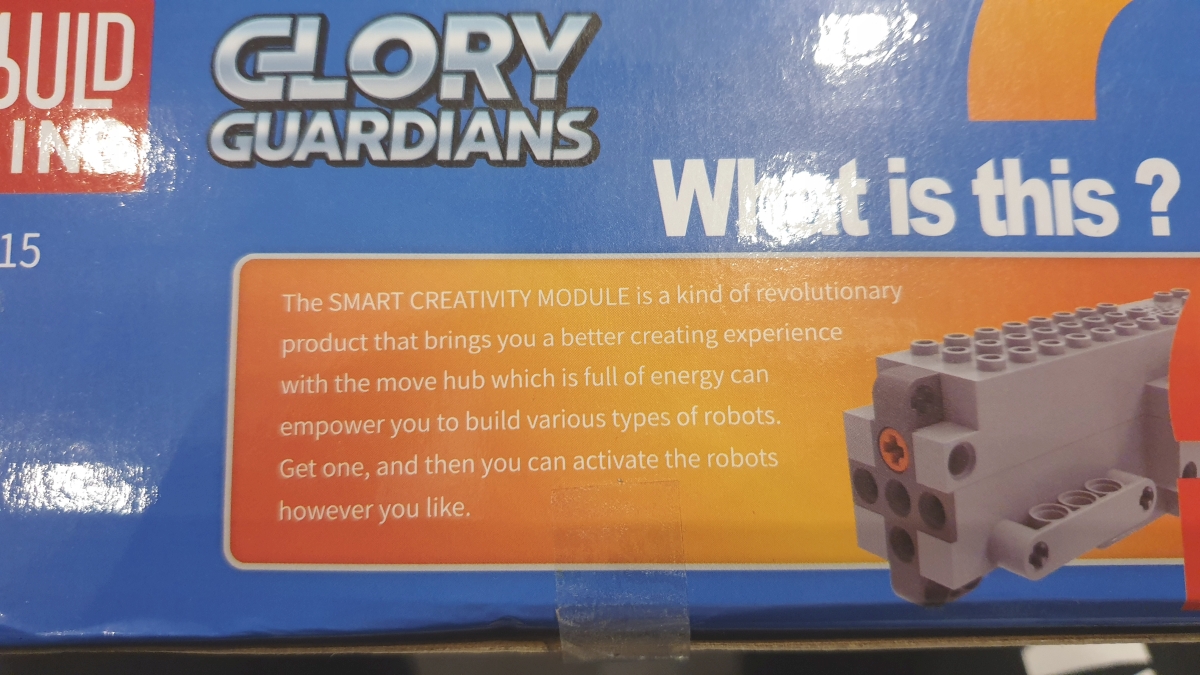 BUILD
ING
GLORY
GUARDIANS
What is this ?
15
The SMART CREATIVITY MODULE is a kind of revolutionary
product that brings you a better creating experience
with the move hub which is full of energy can
empower you to build various types of robots.
Get one, and then you can activate the robots
however you like.